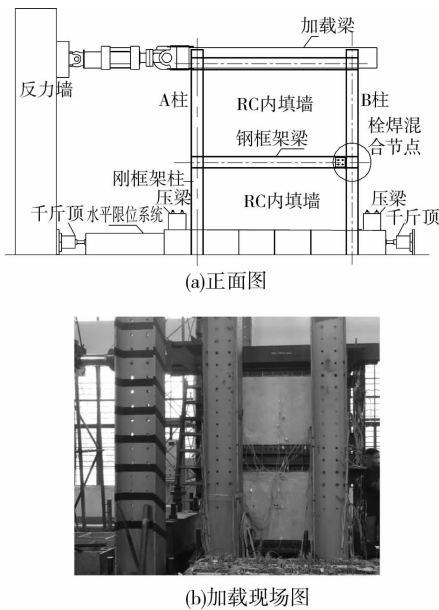 加载梁
反力墙
A柱
RC内填墙
B柱
栓焊混
合节点
钢框架梁
刚框架柱
压梁
RC内填墙
压梁
千斤顶
水平限位系统
千斤顶
(a)正面图
(b)加载现场图